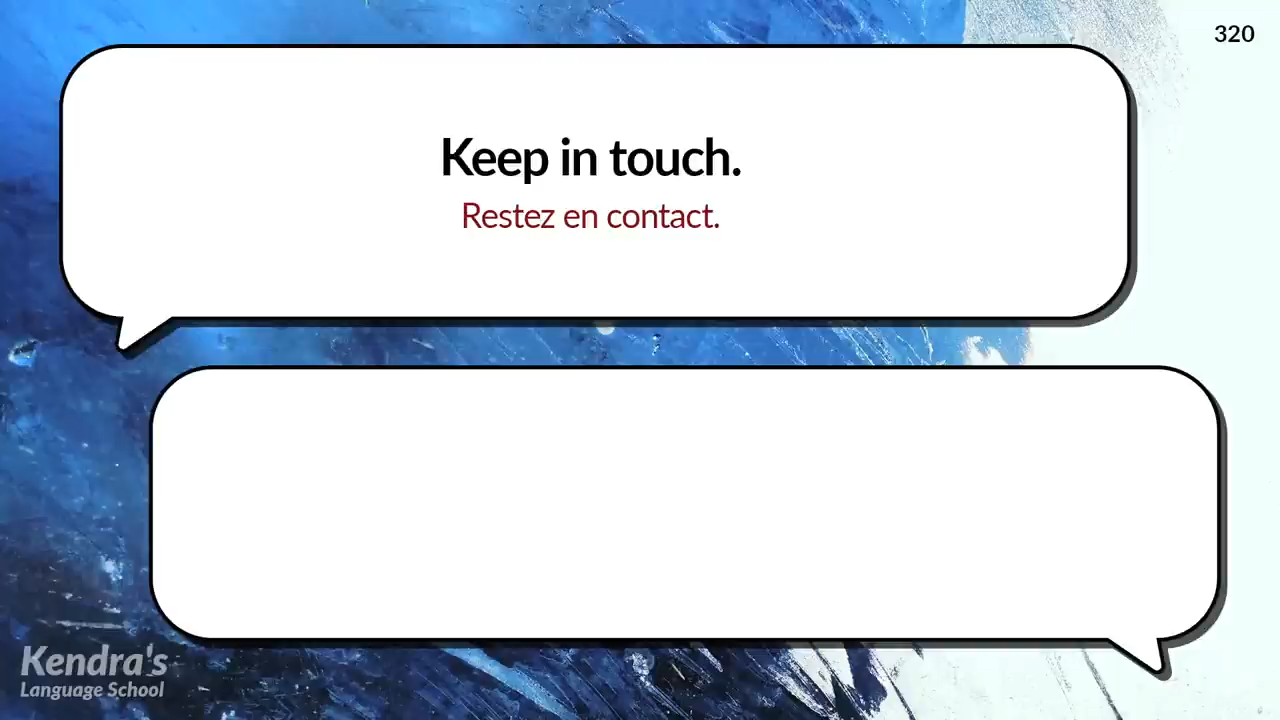 320
Keep in touch.
Restez en contact.
Kendra's
Language School